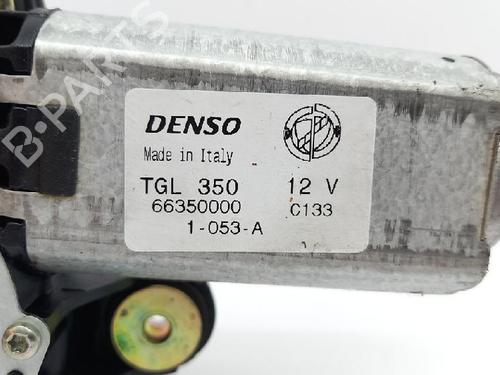 B-PARTS
DENSO
Made in Italy
TGL 350 12 V
66350000 C133
1-053-A